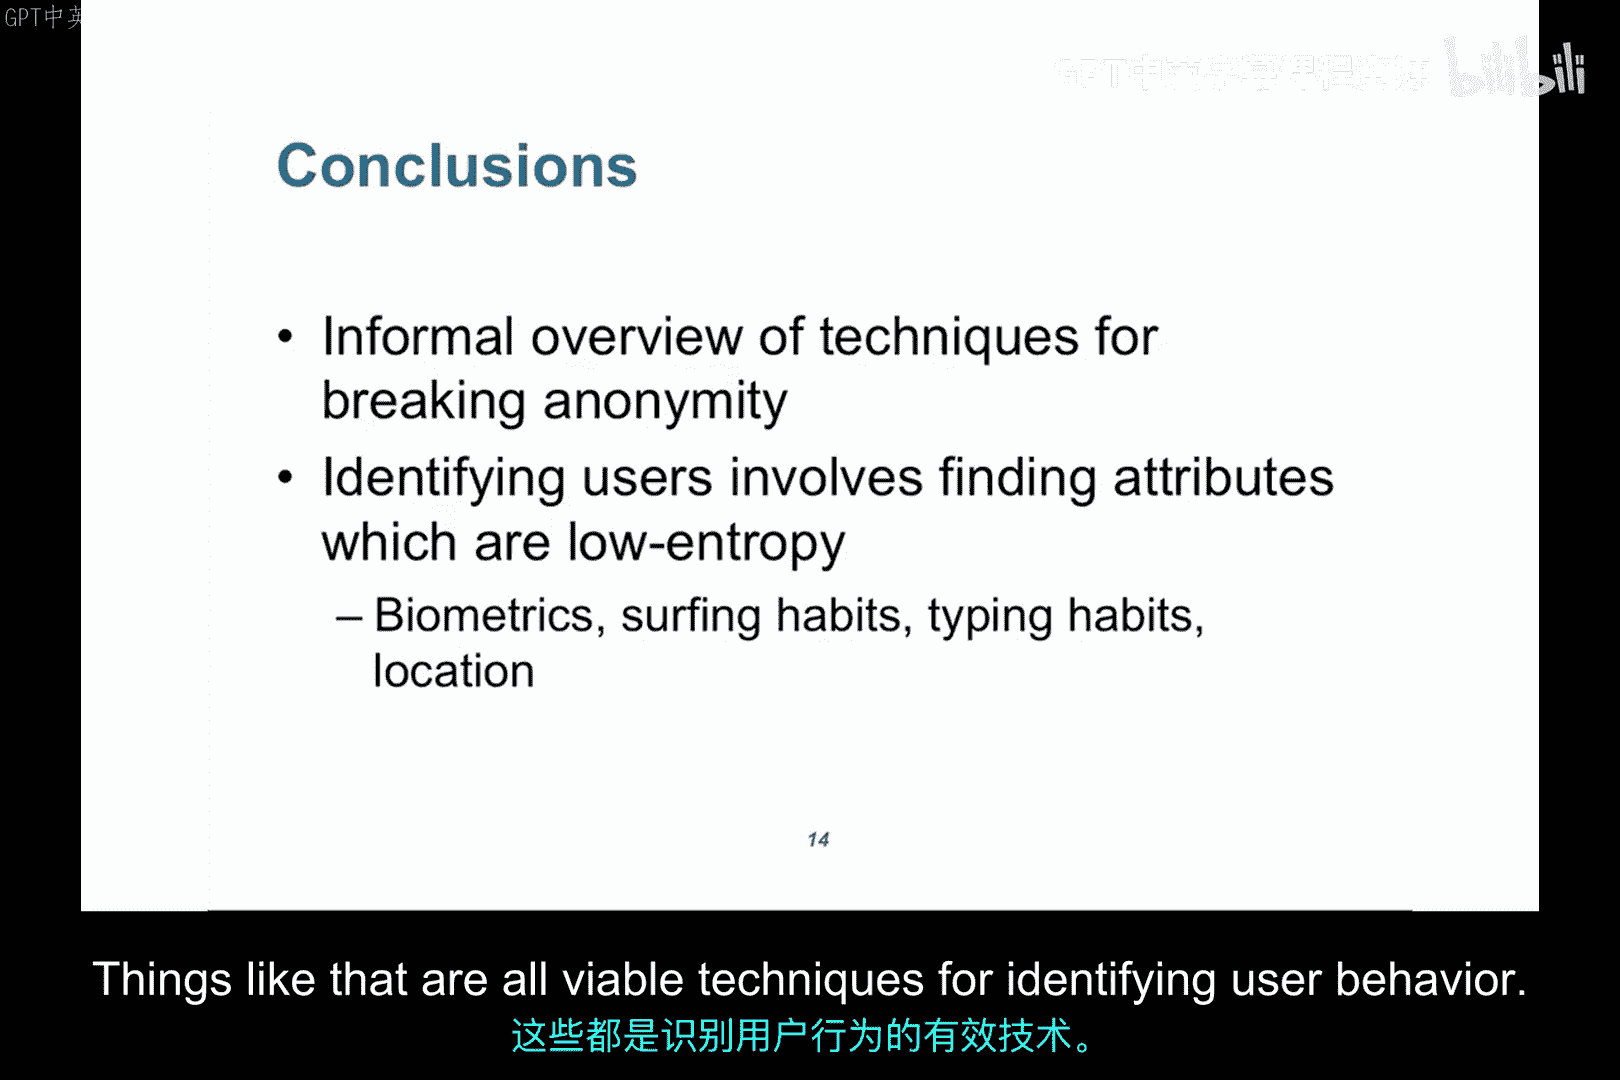 GPT中英
bilibili
Conclusions
• Informal overview of techniques for
breaking anonymity
• Identifying users involves finding attributes
which are low-entropy
– Biometrics, surfing habits, typing habits,
location
14
Things like that are all viable techniques for identifying user behavior.
这些都是识别用户行为的有效技术。